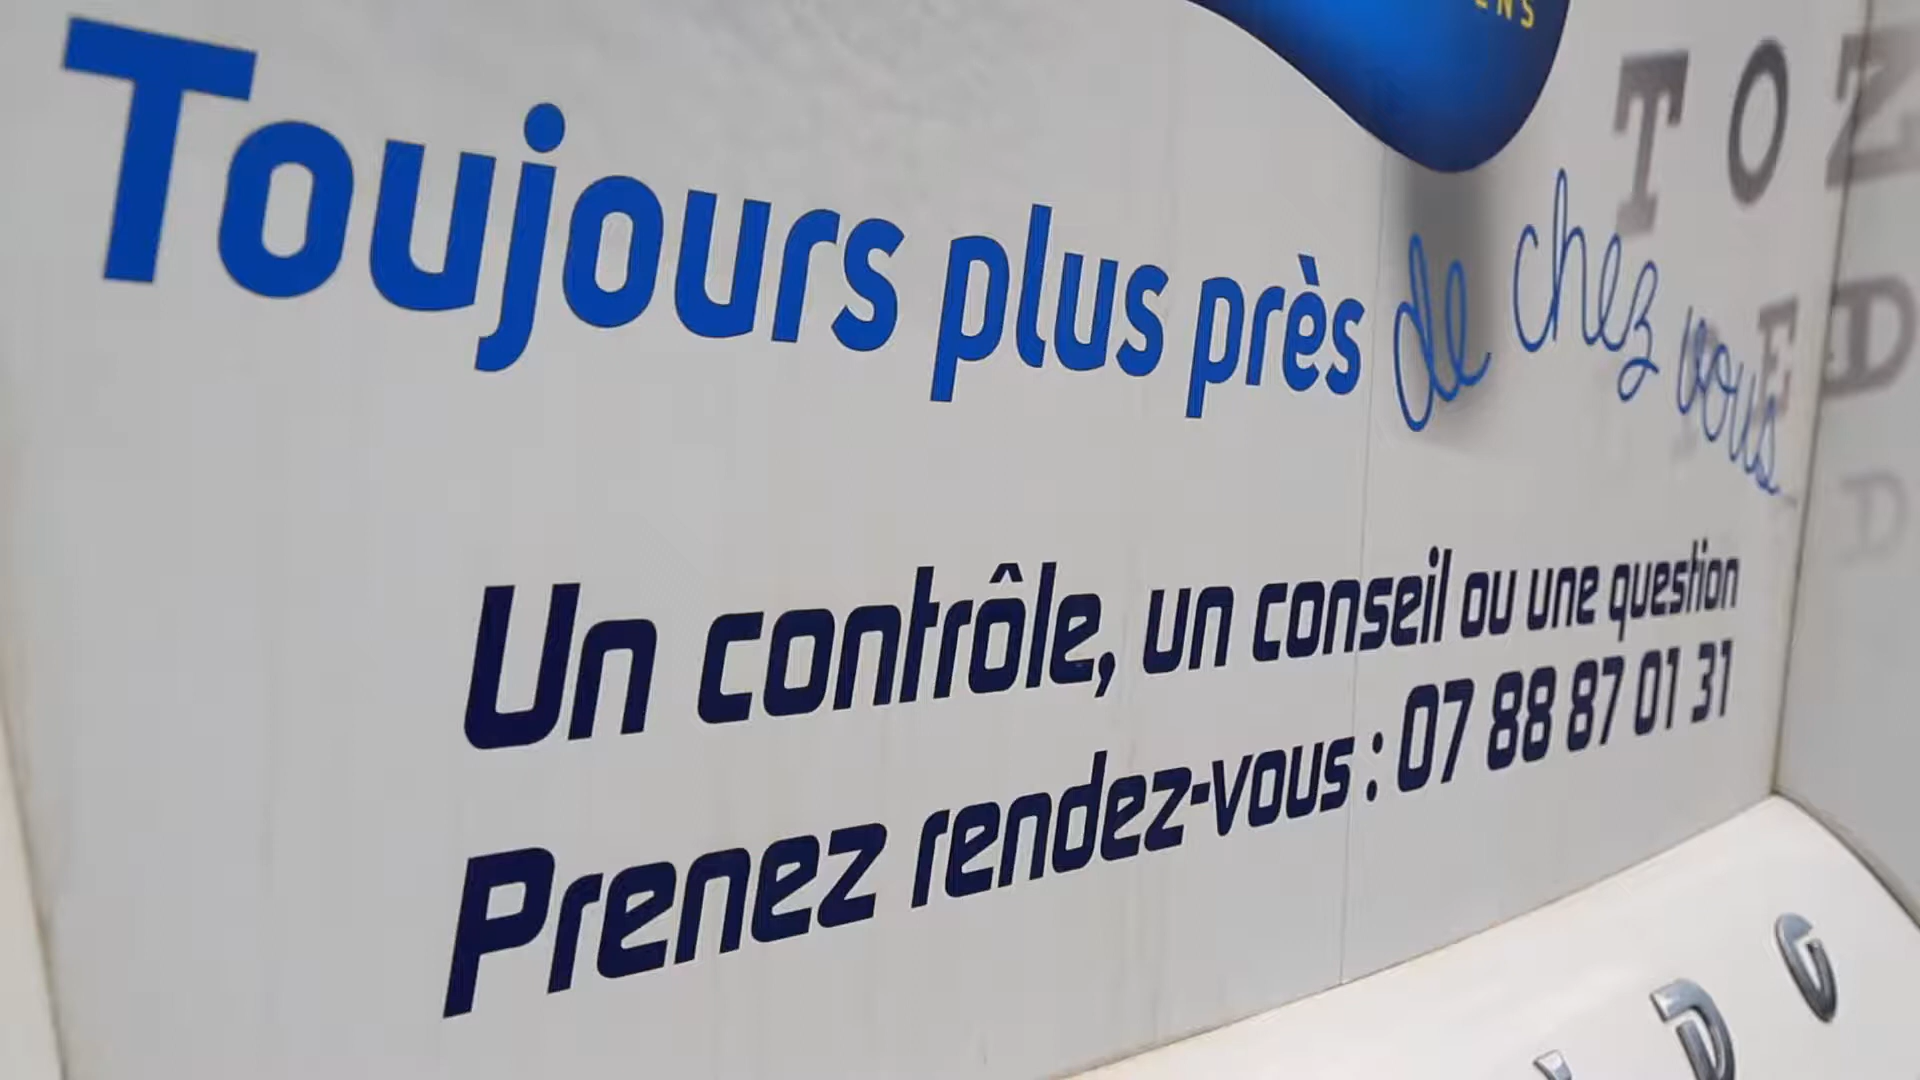 T O Z
Toujours plus près de chez vous
E D
D
Un contrôle, un conseil ou une question
Prenez rendez-vous : 07 88 87 01 31